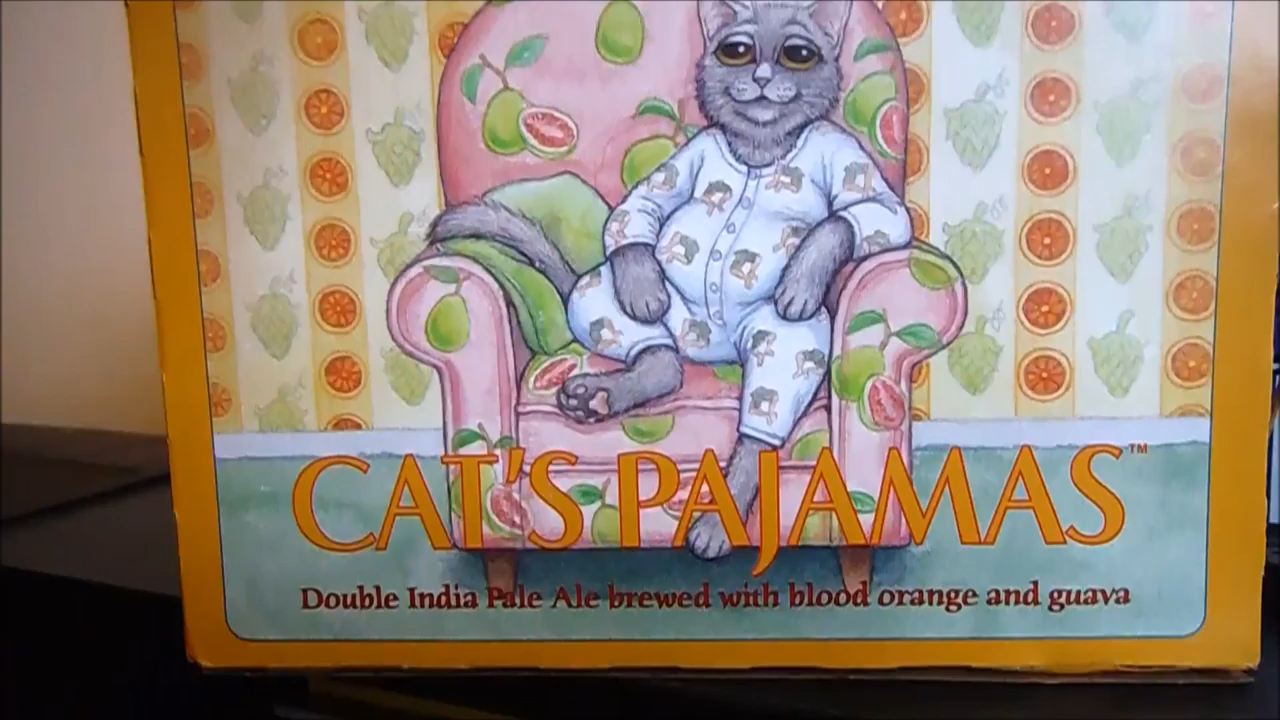 CAT'S PAJAMAS™
Double India Pale Ale brewed with blood orange and guava